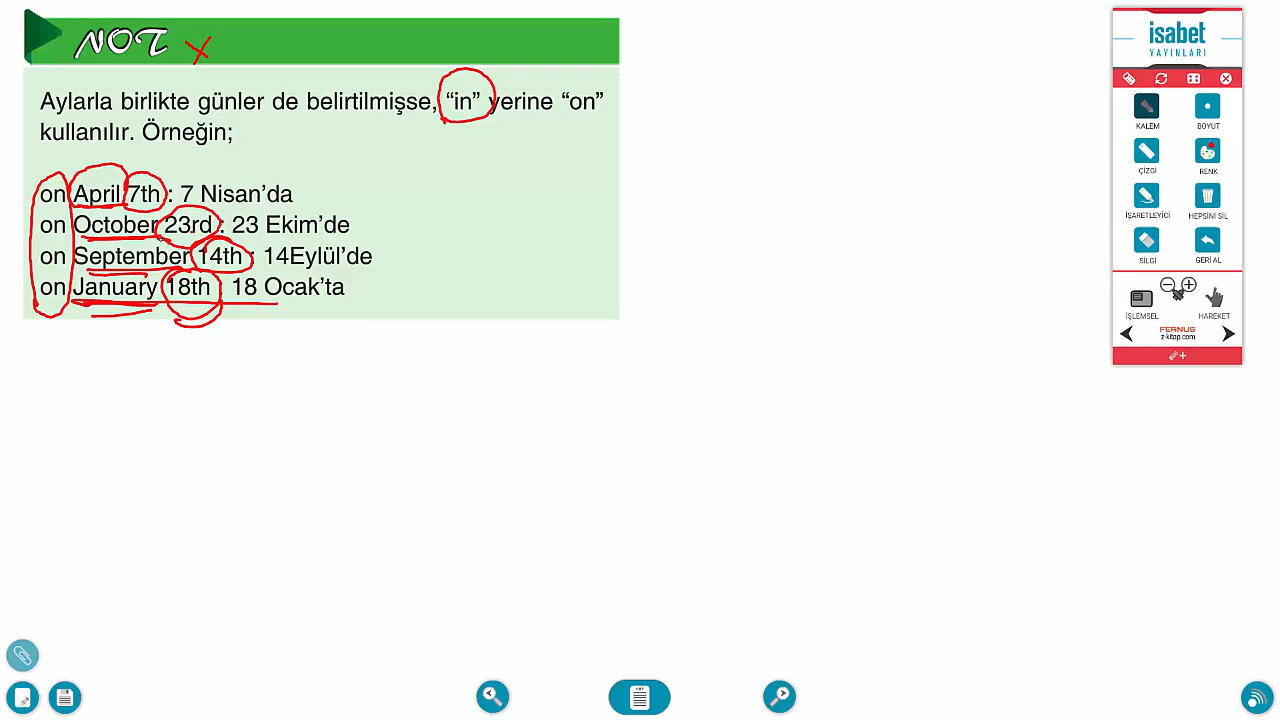 NOT
Aylarla birlikte günler de belirtilmişse, “in” yerine “on”
kullanılır. Örneğin;
on April 7th : 7 Nisan’da
on October 23rd : 23 Ekim’de
on September 14th : 14Eylül’de
on January 18th : 18 Ocak’ta
isabet
YAYINLARI
KALEM
BOYUT
ÇİZGİ
RENK
İŞARETLEYİCİ
HEPSİNİ SİL
SİLGİ
GERİ AL
İŞLEMSEL
HAREKET
FERNUS
z-kitap.com